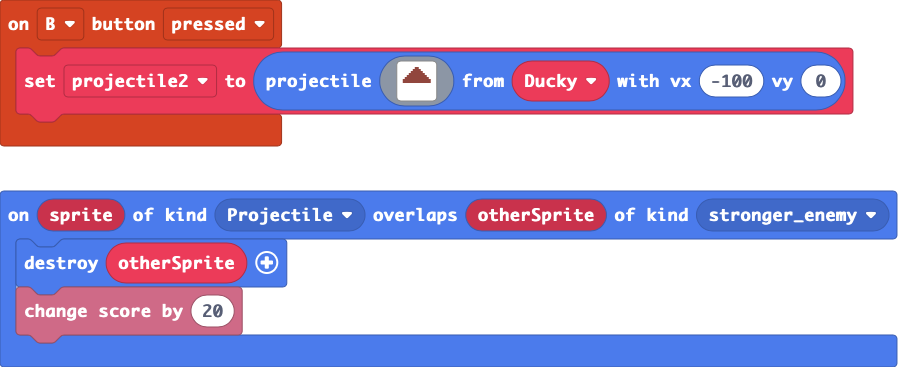 on B button pressed
set projectile2 to projectile from Ducky with vx -100 vy 0
on sprite of kind Projectile overlaps otherSprite of kind stronger_enemy
destroy otherSprite
change score by 20